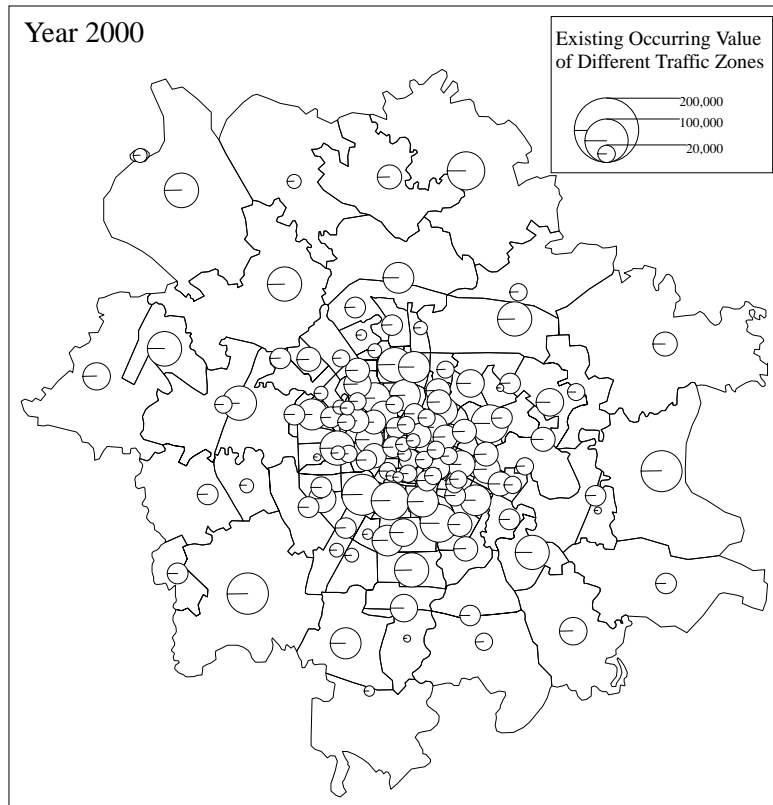 Year 2000
Existing Occurring Value
of Different Traffic Zones
200,000
100,000
20,000